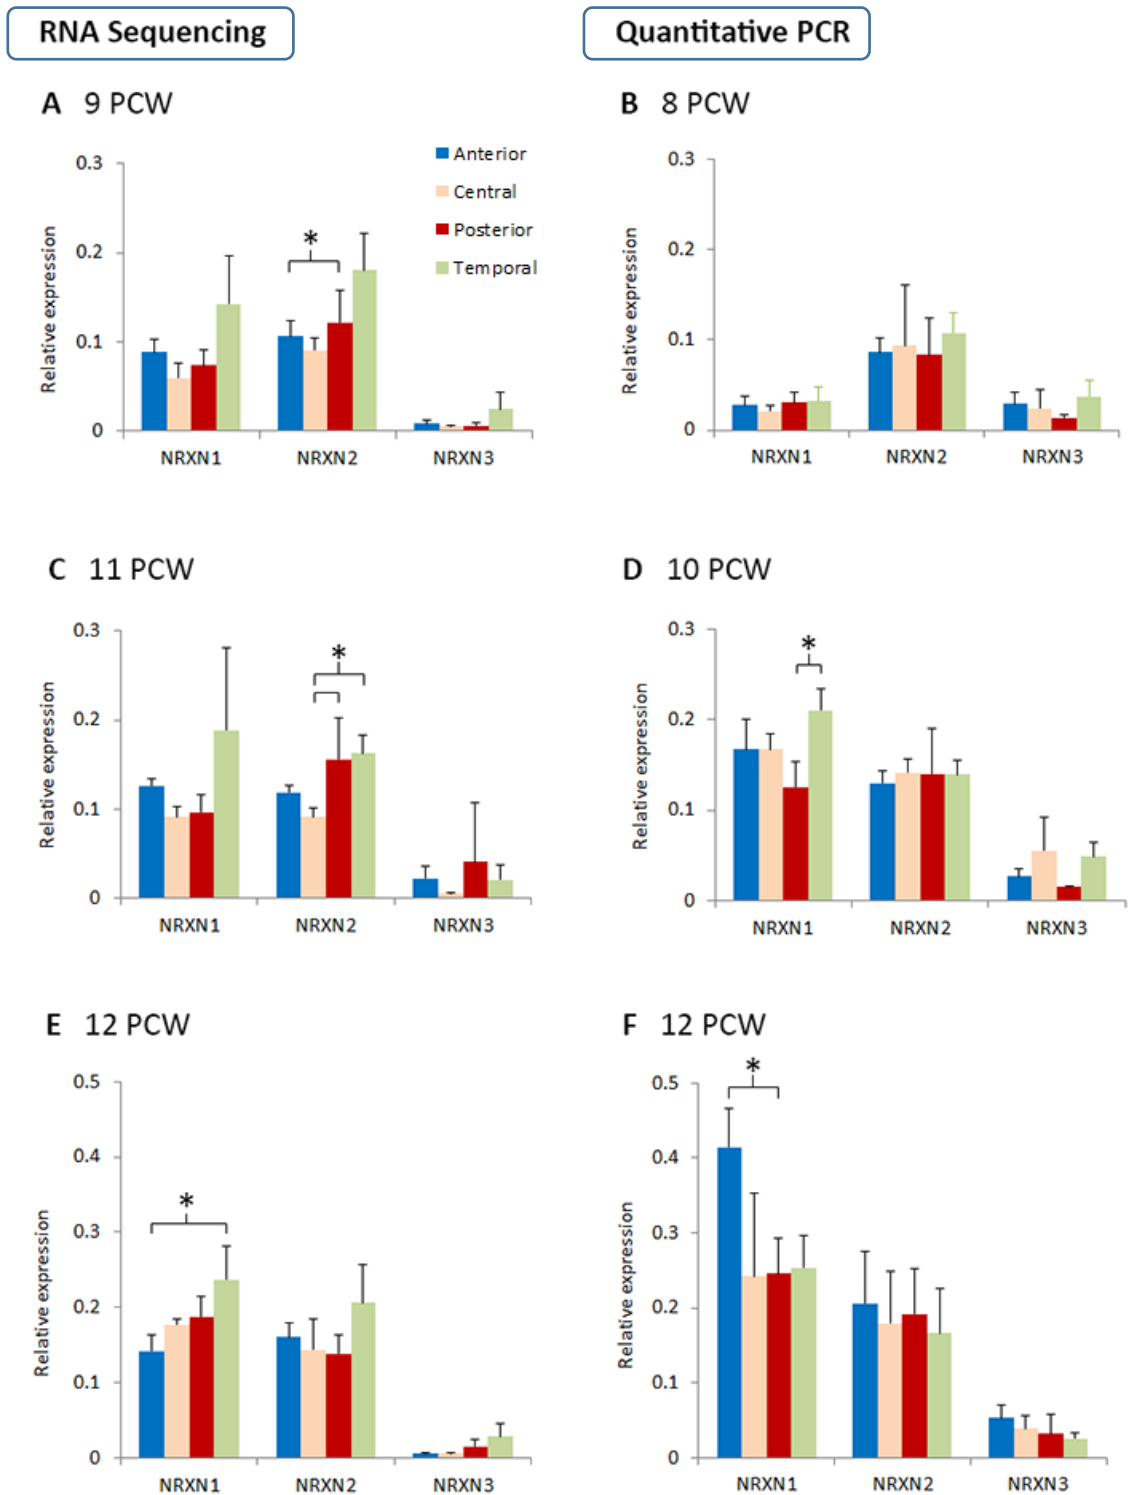 RNA Sequencing
Quantitative PCR
A 9 PCW
B 8 PCW
Relative expression
0.3
0.2
0.1
0
*
Anterior
Central
Posterior
Temporal
NRXN1 NRXN2 NRXN3
Relative expression
0.3
0.2
0.1
0
NRXN1 NRXN2 NRXN3
C 11 PCW
D 10 PCW
Relative expression
0.3
0.2
0.1
0
*
NRXN1 NRXN2 NRXN3
Relative expression
0.3
0.2
0.1
0
*
NRXN1 NRXN2 NRXN3
E 12 PCW
F 12 PCW
Relative expression
0.5
0.4
0.3
0.2
0.1
0
*
NRXN1 NRXN2 NRXN3
Relative expression
0.5
0.4
0.3
0.2
0.1
0
*
NRXN1 NRXN2 NRXN3